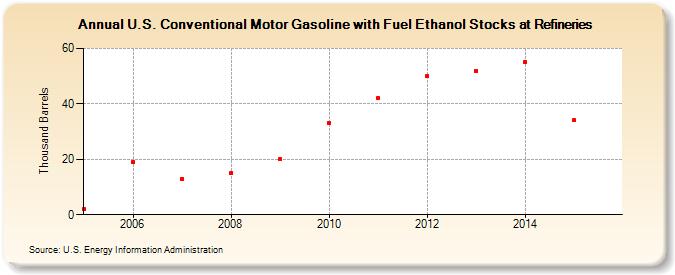 Annual U.S. Conventional Motor Gasoline with Fuel Ethanol Stocks at Refineries
Thousand Barrels
60
40
20
0
2006 2008 2010 2012 2014
Source: U.S. Energy Information Administration